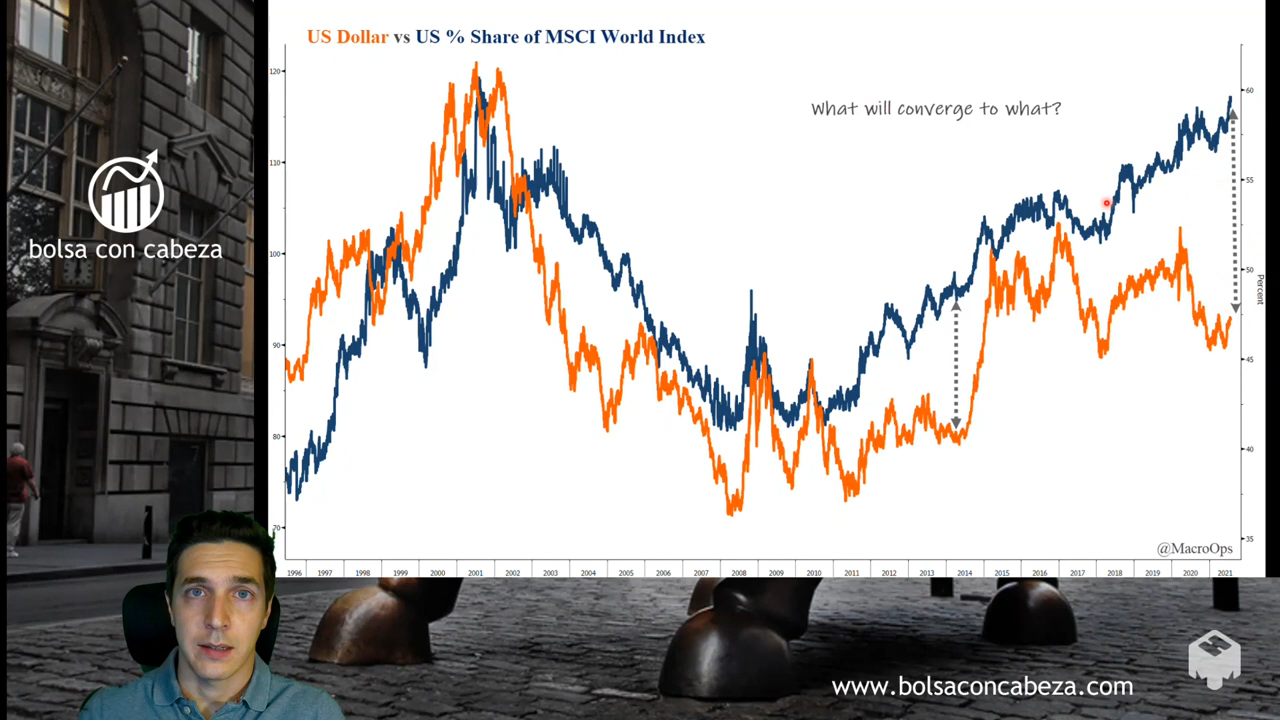 US Dollar vs US % Share of MSCI World Index
What will converge to what?
120
110
100
90
80
70
60
55
50
45
40
35
Percent
1996 1997 1998 1999 2000 2001 2002 2003 2004 2005 2006 2007 2008 2009 2010 2011 2012 2013 2014 2015 2016 2017 2018 2019 2020 2021
@MacroOps
bolsa con cabeza
www.bolsaconcabeza.com